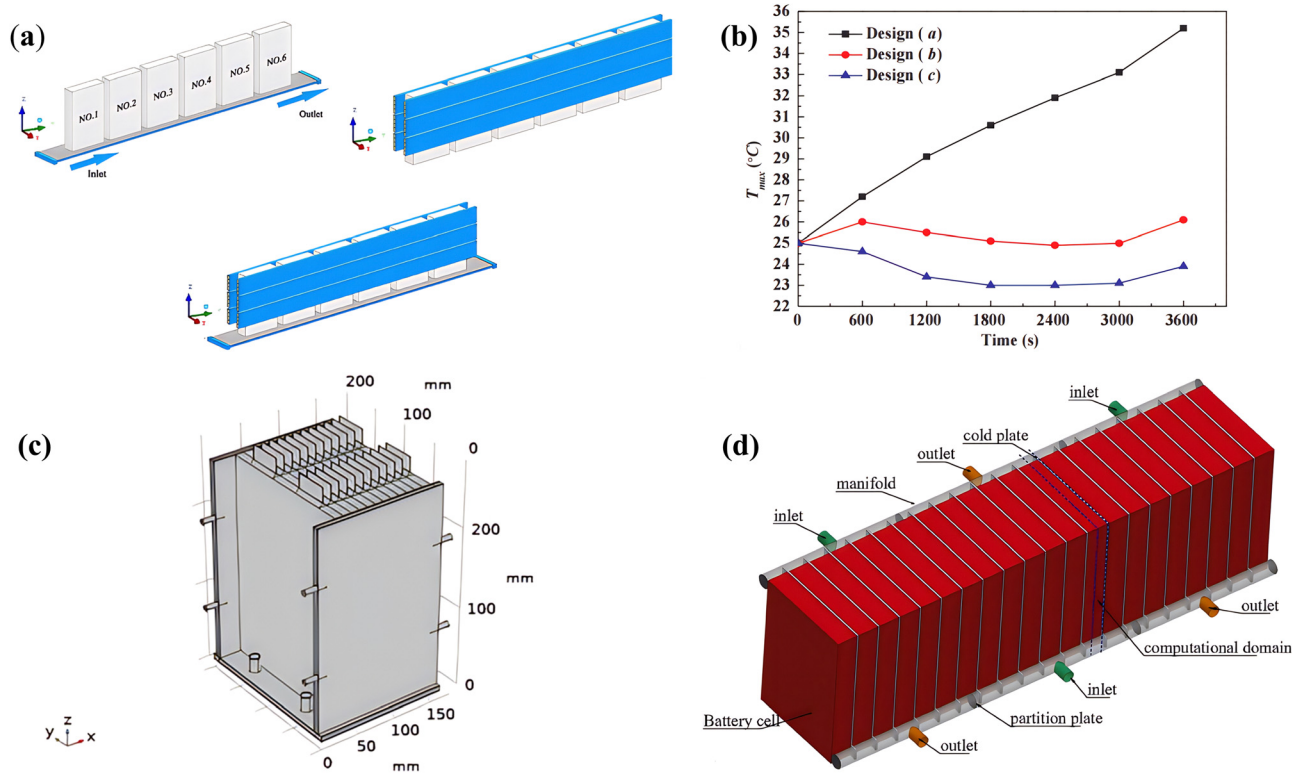 (a)
NO.1
NO.2
NO.3
NO.4
NO.5
NO.6
Inlet
Outlet
z
z
z
(b)
Design (a)
Design (b)
Design (c)
T max (°C)
36
35
34
33
32
31
30
29
28
27
26
25
24
23
22
0 600 1200 1800 2400 3000 3600
Time (s)
(c)
200 mm
100
0
200
mm
100
0
150
100
50
0
mm
z
y x
(d)
inlet
cold plate
outlet
manifold
inlet
outlet
computational domain
inlet
partition plate
Battery cell
outlet